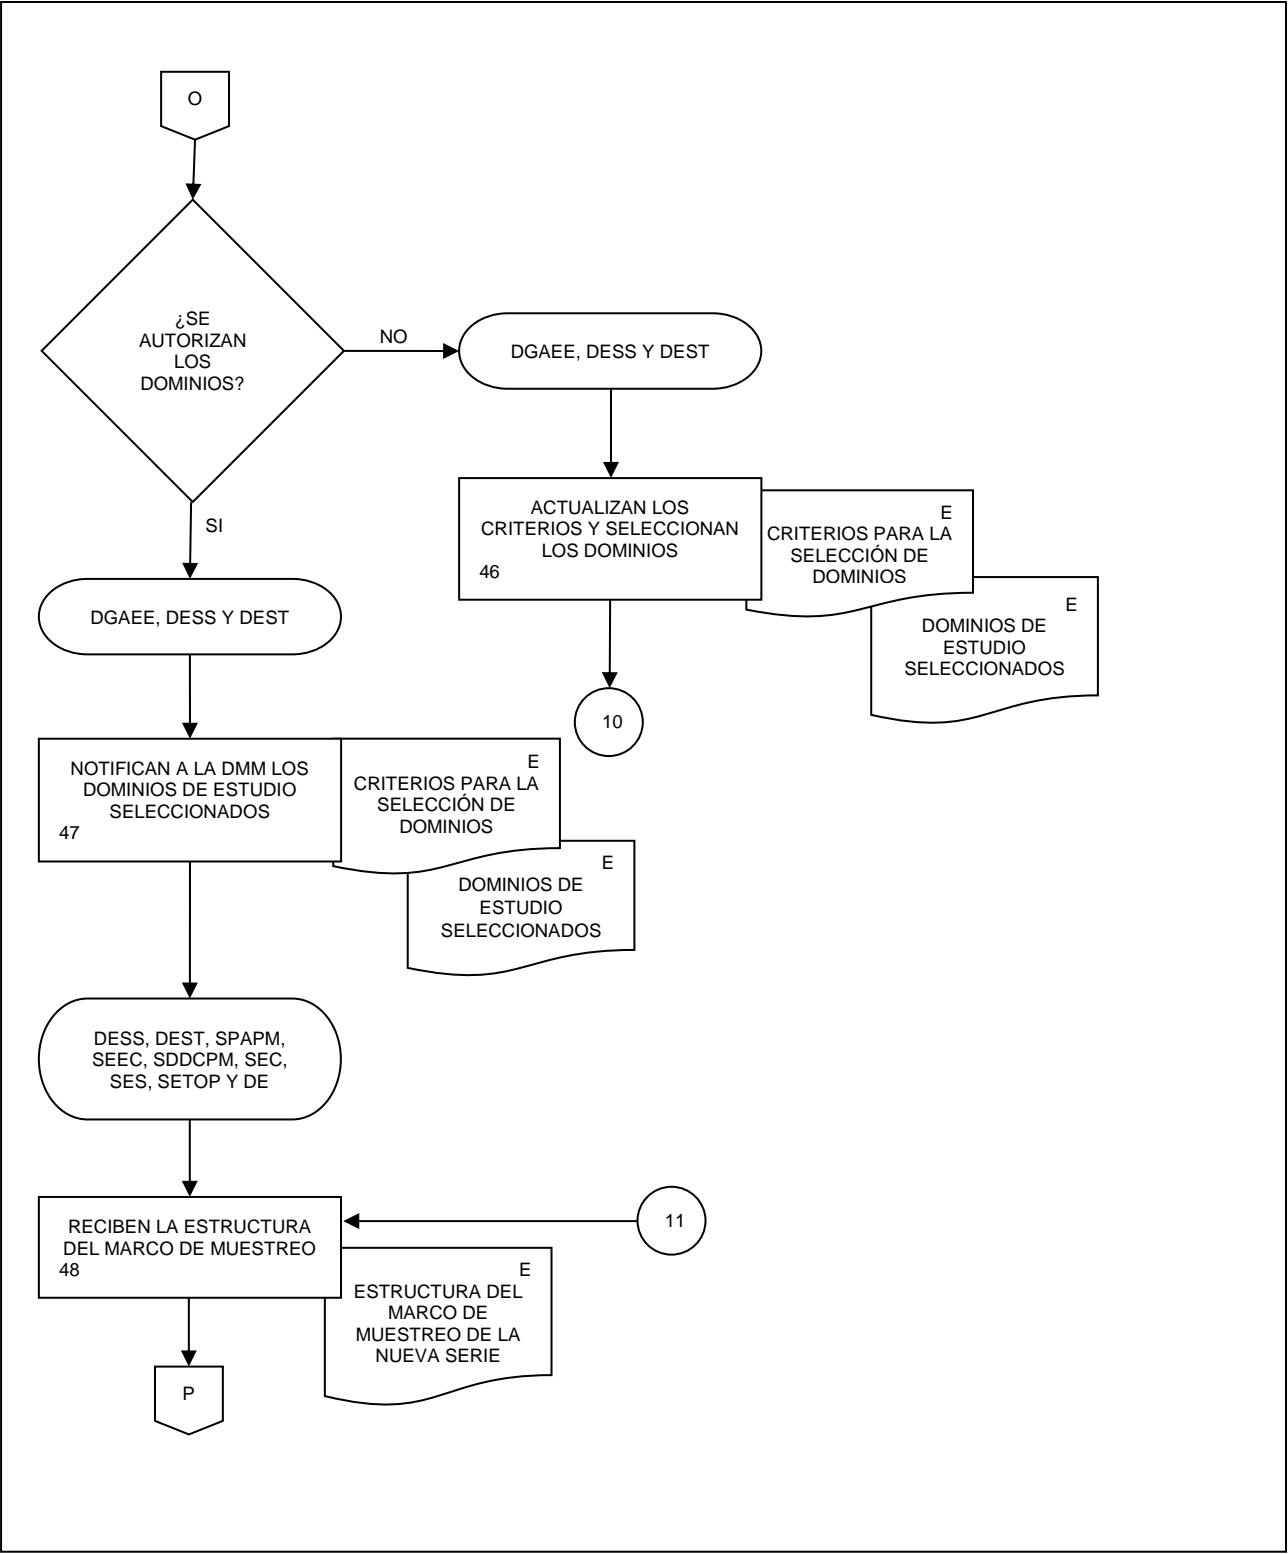 O
¿SE
AUTORIZAN
LOS
DOMINIOS?
NO
DGAEE, DESS Y DEST
ACTUALIZAN LOS
CRITERIOS Y SELECCIONAN
LOS DOMINIOS
46
E
CRITERIOS PARA LA
SELECCIÓN DE
DOMINIOS
E
DOMINIOS DE
ESTUDIO
SELECCIONADOS
10
SI
DGAEE, DESS Y DEST
NOTIFICAN A LA DMM LOS
DOMINIOS DE ESTUDIO
SELECCIONADOS
47
E
CRITERIOS PARA LA
SELECCIÓN DE
DOMINIOS
E
DOMINIOS DE
ESTUDIO
SELECCIONADOS
DESS, DEST, SPAPM,
SEEC, SDDCPM, SEC,
SES, SETOP Y DE
RECIBEN LA ESTRUCTURA
DEL MARCO DE MUESTREO
48
11
E
ESTRUCTURA DEL
MARCO DE
MUESTREO DE LA
NUEVA SERIE
P